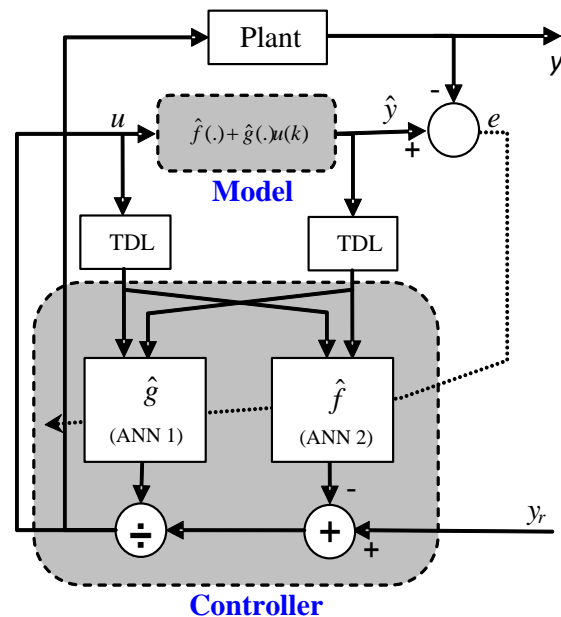 Plant
y
-
u
f̂(.)+ĝ(.)u(k)
ŷ
+
e
Model
TDL
TDL
ĝ
(ANN 1)
f̂
(ANN 2)
-
÷
+
+
y_r
Controller